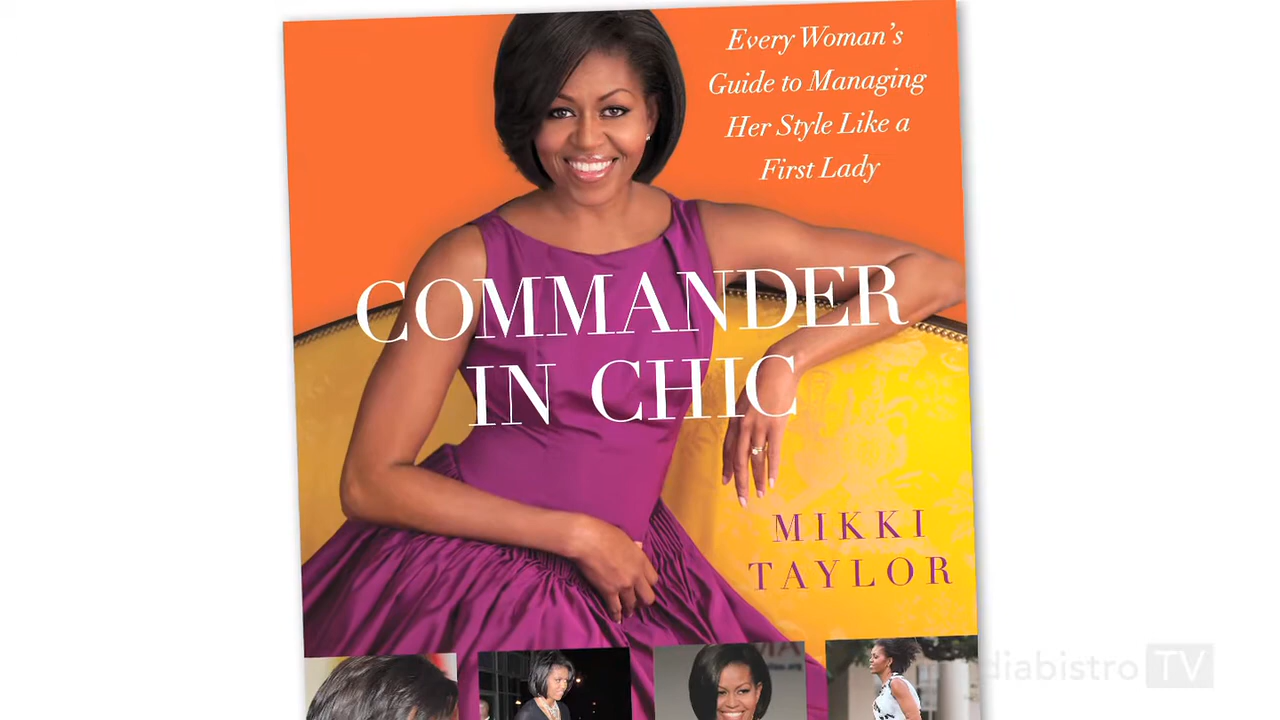 Every Woman's
Guide to Managing
Her Style Like a
First Lady
COMMANDER
IN CHIC
MIKKI
TAYLOR
diabistro TV